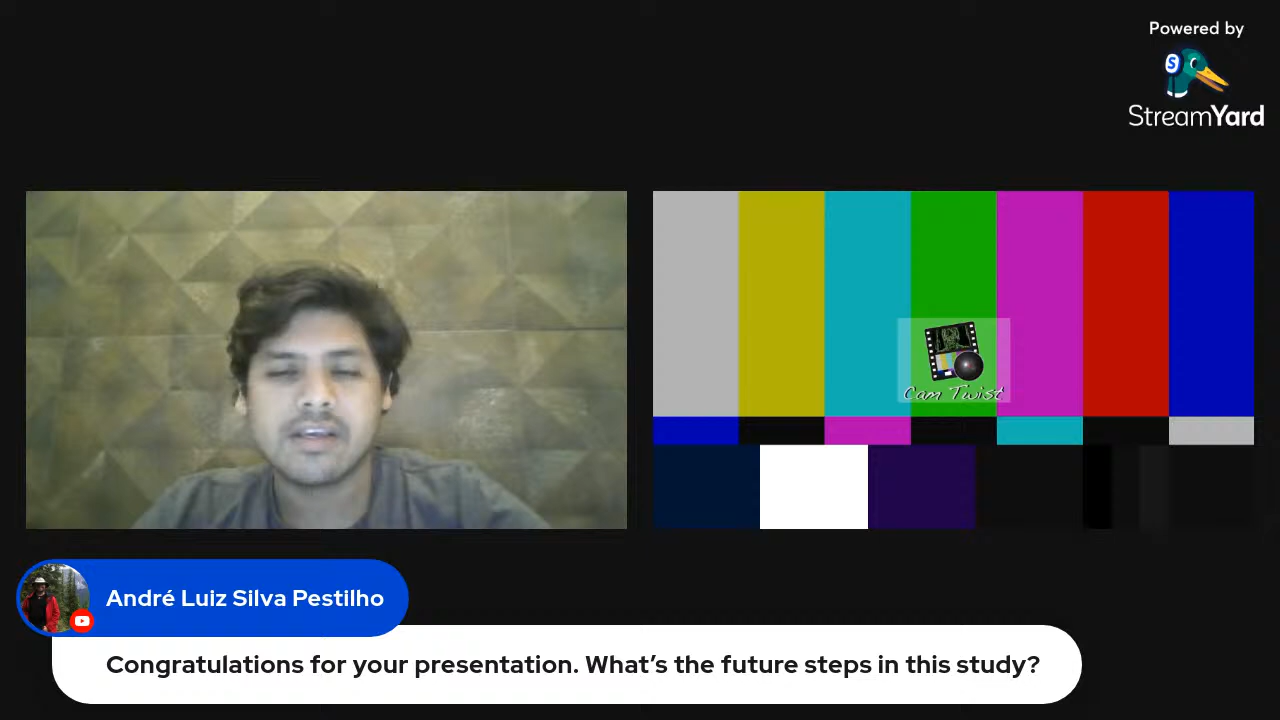 Powered by
S
StreamYard
Cam Twist
André Luiz Silva Pestilho
Congratulations for your presentation. What’s the future steps in this study?